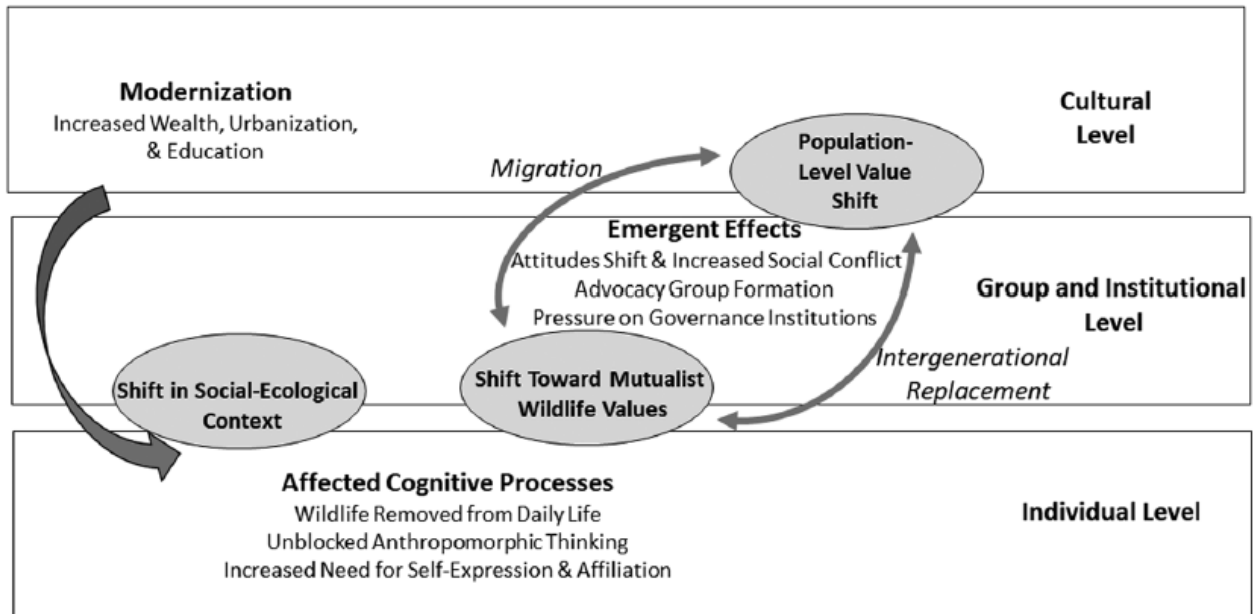 Modernization
Increased Wealth, Urbanization,
& Education
Cultural
Level
Migration
Population-
Level Value
Shift
Emergent Effects
Attitudes Shift & Increased Social Conflict
Advocacy Group Formation
Pressure on Governance Institutions
Group and Institutional
Level
Shift in Social-Ecological
Context
Shift Toward Mutualist
Wildlife Values
Intergenerational
Replacement
Affected Cognitive Processes
Wildlife Removed from Daily Life
Unblocked Anthropomorphic Thinking
Increased Need for Self-Expression & Affiliation
Individual Level